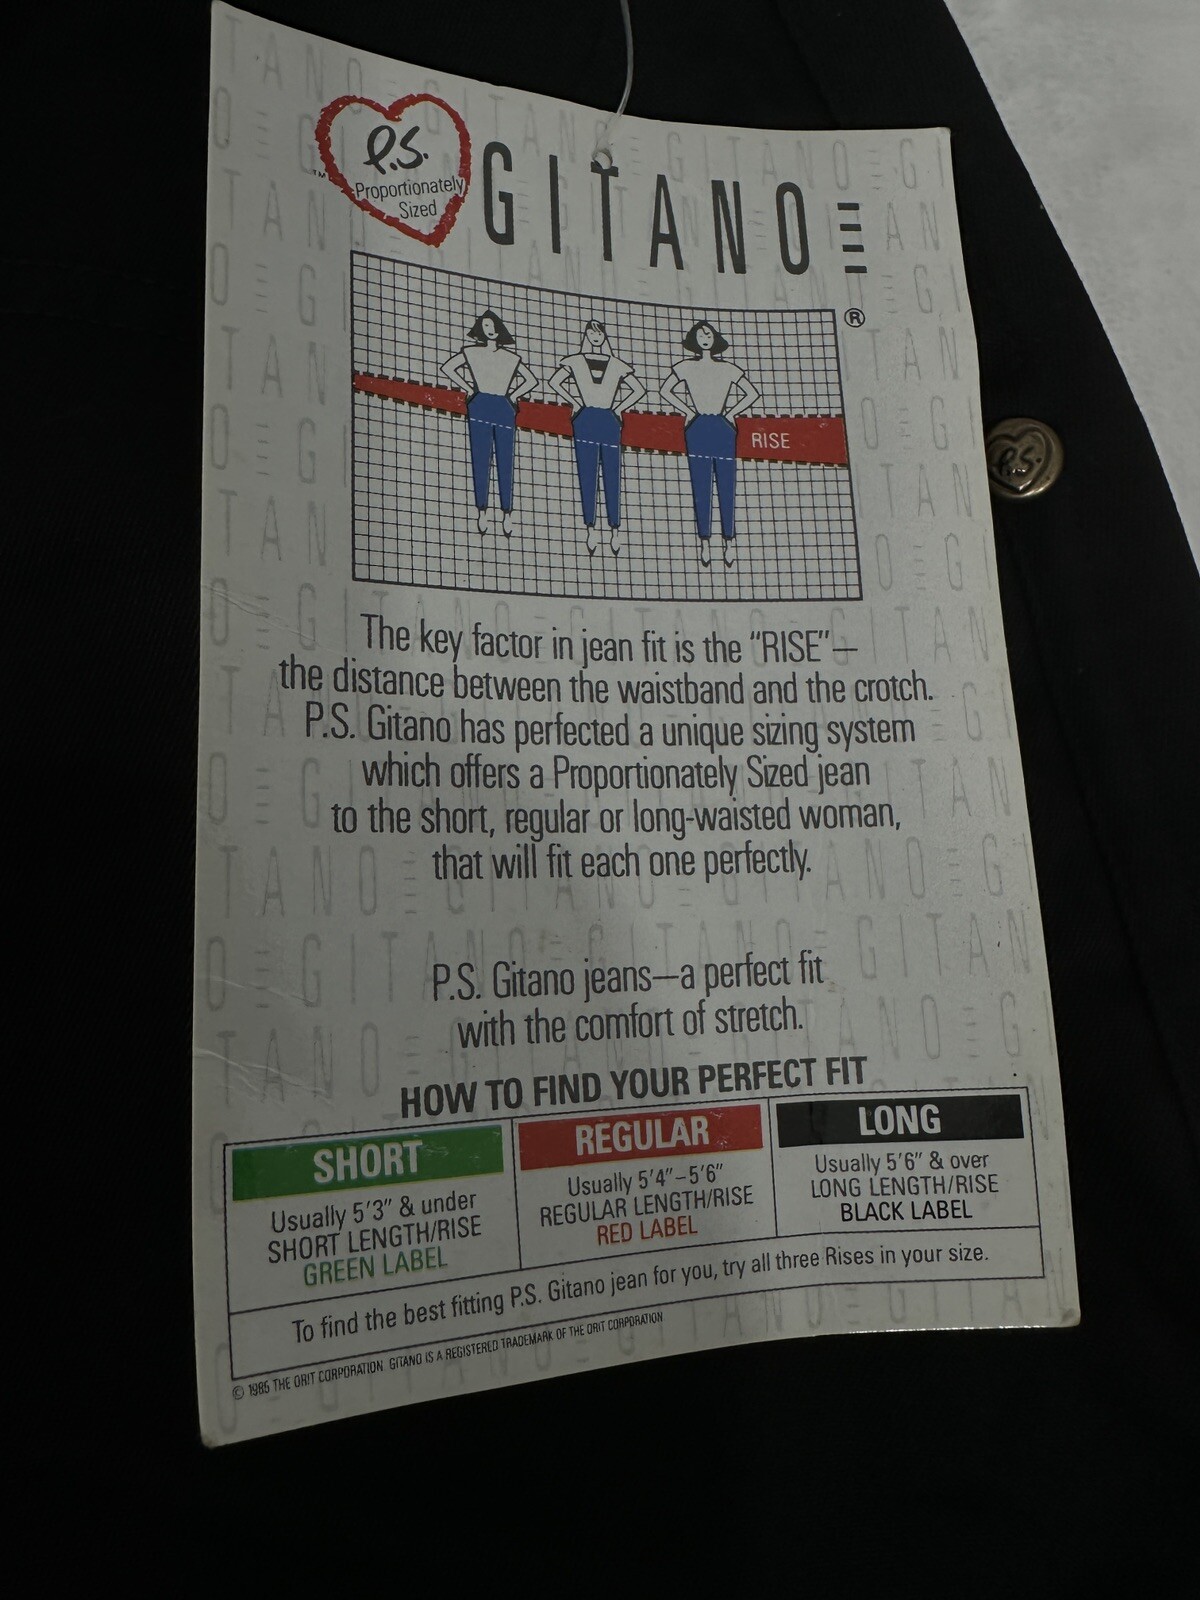 P.S.
™ Proportionately
Sized
GITANO
®
RISE
The key factor in jean fit is the “RISE”—
the distance between the waistband and the crotch.
P.S. Gitano has perfected a unique sizing system
which offers a Proportionately Sized jean
to the short, regular or long-waisted woman,
that will fit each one perfectly.
P.S. Gitano jeans—a perfect fit
with the comfort of stretch.
HOW TO FIND YOUR PERFECT FIT
SHORT
Usually 5'3" & under
SHORT LENGTH/RISE
GREEN LABEL
REGULAR
Usually 5'4"–5'6"
REGULAR LENGTH/RISE
RED LABEL
LONG
Usually 5'6" & over
LONG LENGTH/RISE
BLACK LABEL
To find the best fitting P.S. Gitano jean for you, try all three Rises in your size.
© 1985 THE ORIT CORPORATION. GITANO IS A REGISTERED TRADEMARK OF THE ORIT CORPORATION
P.S.